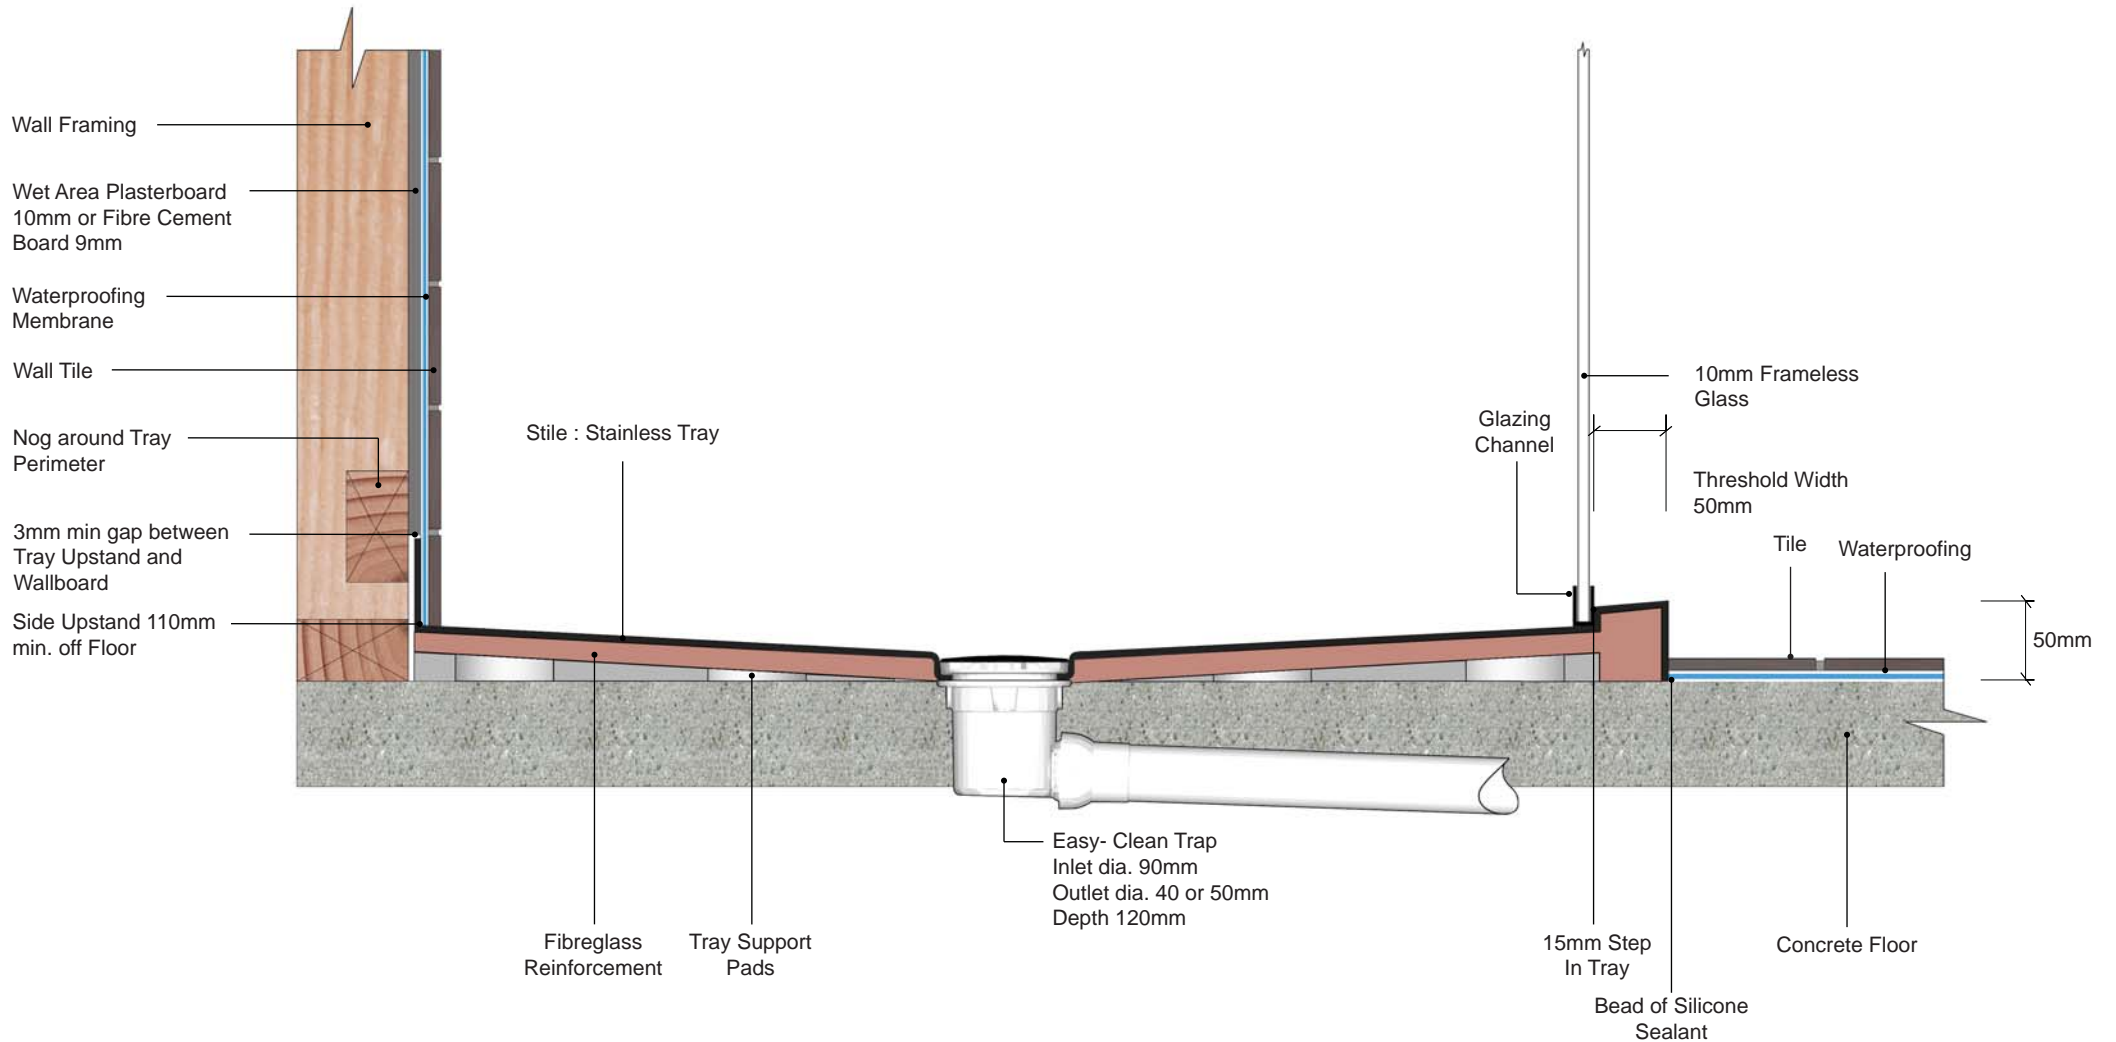 Wall Framing
Wet Area Plasterboard
10mm or Fibre Cement
Board 9mm
Waterproofing
Membrane
Wall Tile
Nog around Tray
Perimeter
3mm min gap between
Tray Upstand and
Wallboard
Side Upstand 110mm
min. off Floor
Stile : Stainless Tray
Glazing
Channel
10mm Frameless
Glass
Threshold Width
50mm
Tile
Waterproofing
50mm
Easy- Clean Trap
Inlet dia. 90mm
Outlet dia. 40 or 50mm
Depth 120mm
Fibreglass
Reinforcement
Tray Support
Pads
15mm Step
In Tray
Concrete Floor
Bead of Silicone
Sealant